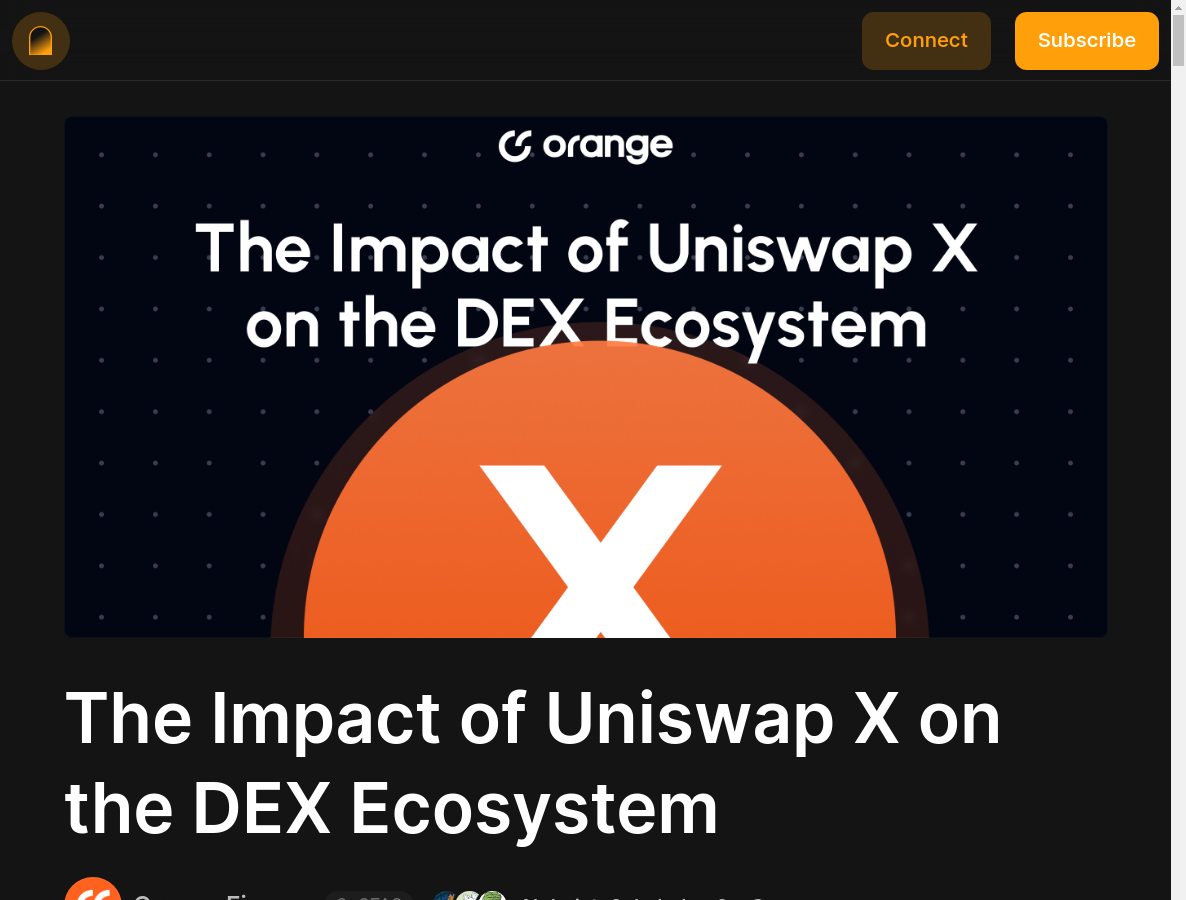 Connect
Subscribe
orange
The Impact of Uniswap X
on the DEX Ecosystem
X
The Impact of Uniswap X on
the DEX Ecosystem